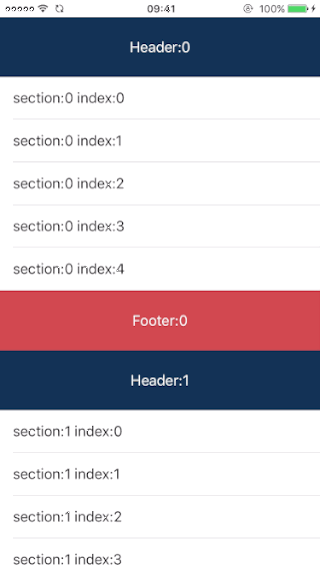 09:41 100%
Header:0
section:0 index:0
section:0 index:1
section:0 index:2
section:0 index:3
section:0 index:4
Footer:0
Header:1
section:1 index:0
section:1 index:1
section:1 index:2
section:1 index:3